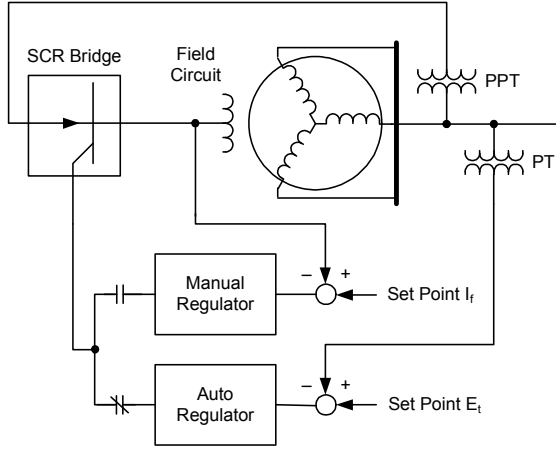 SCR Bridge
Field
Circuit
PPT
PT
Manual
Regulator
− +
Set Point If
Auto
Regulator
− +
Set Point Et